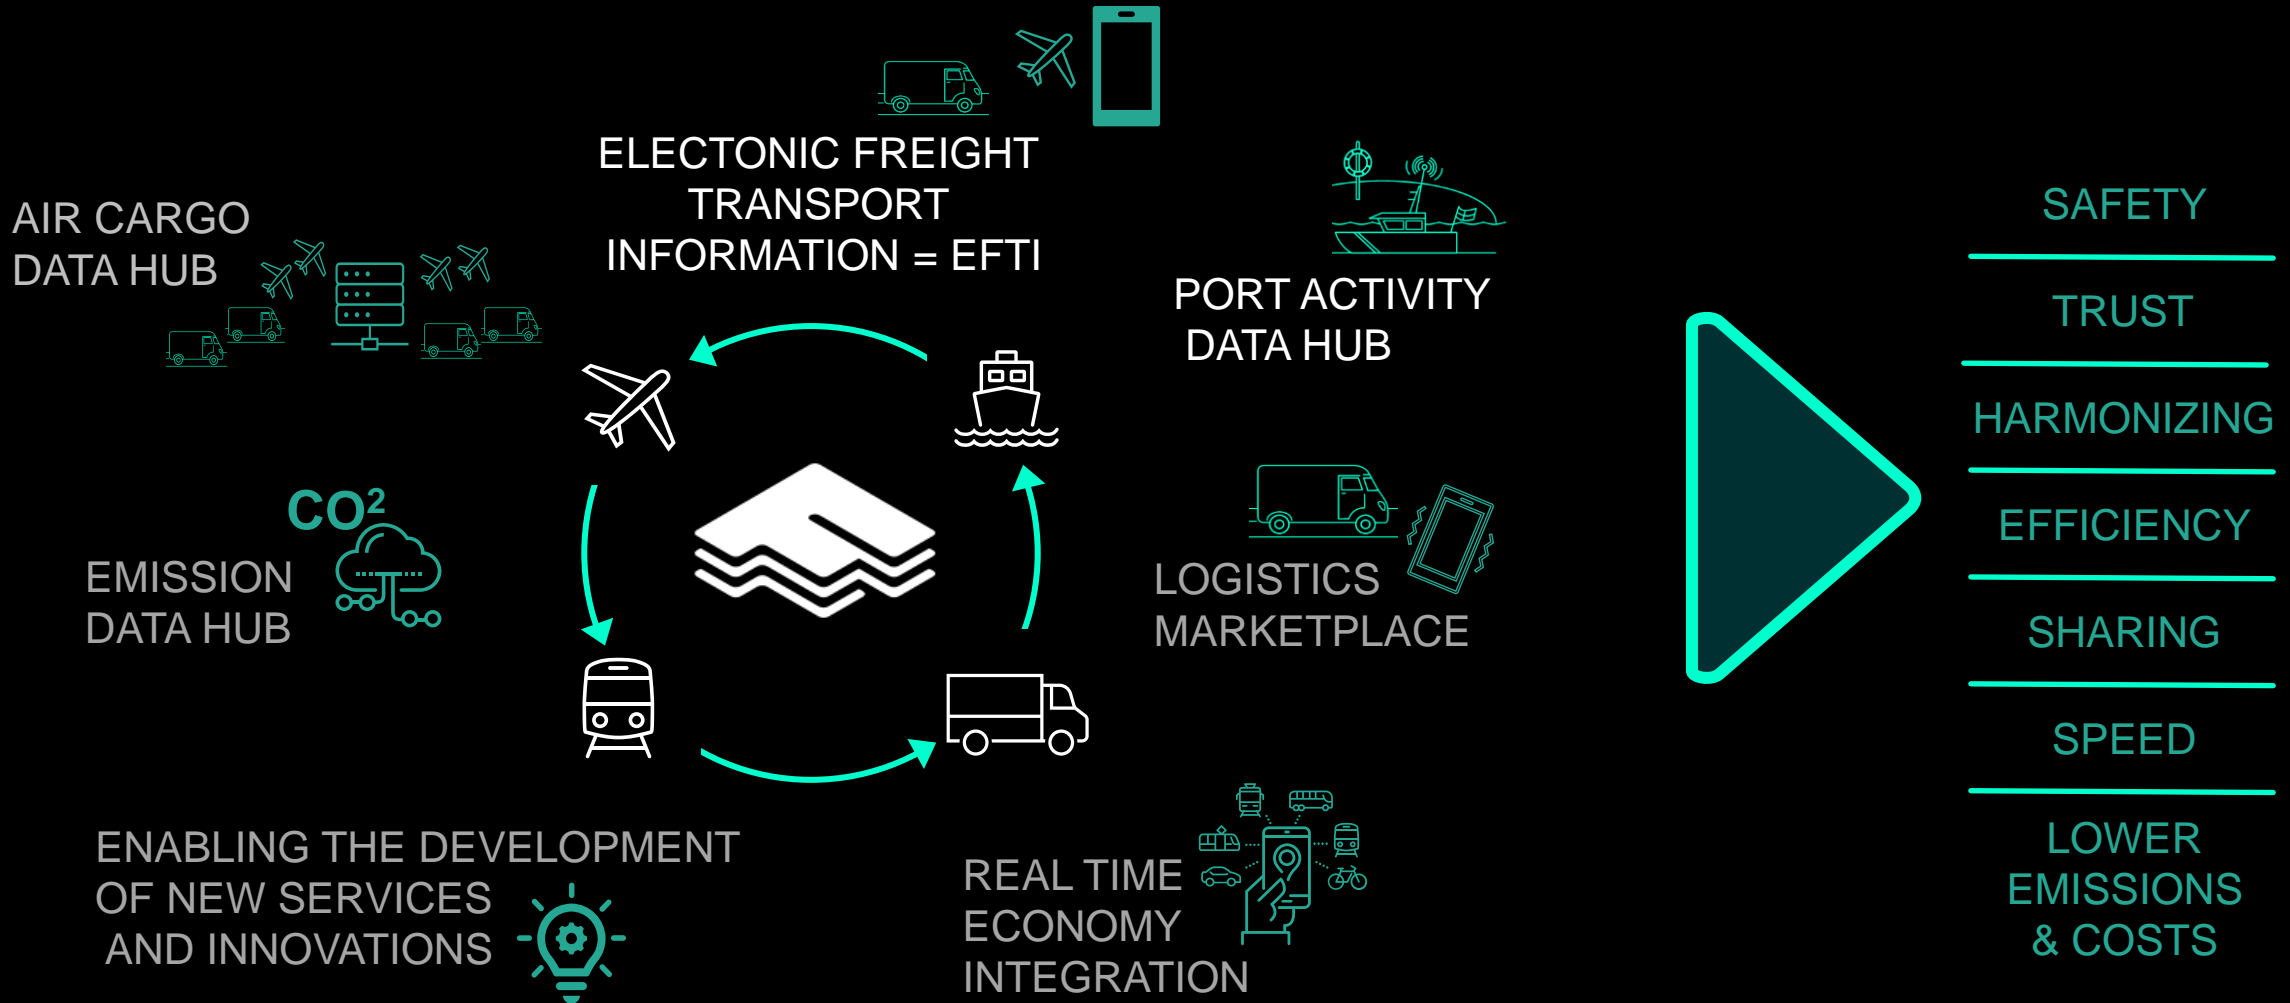 ELECTONIC FREIGHT
TRANSPORT
INFORMATION = EFTI
AIR CARGO
DATA HUB
PORT ACTIVITY
DATA HUB
CO²
EMISSION
DATA HUB
LOGISTICS
MARKETPLACE
ENABLING THE DEVELOPMENT
OF NEW SERVICES
AND INNOVATIONS
REAL TIME
ECONOMY
INTEGRATION
SAFETY
TRUST
HARMONIZING
EFFICIENCY
SHARING
SPEED
LOWER
EMISSIONS
& COSTS